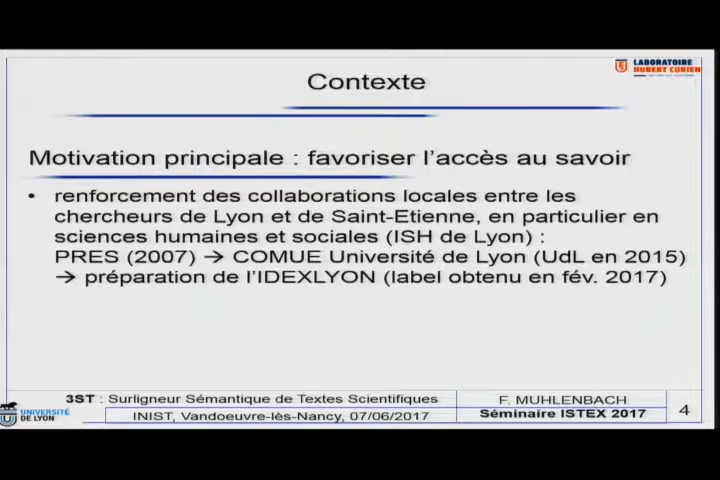 LABORATOIRE
HUBERT CURIEN
Contexte
Motivation principale : favoriser l'accès au savoir
• renforcement des collaborations locales entre les
chercheurs de Lyon et de Saint-Etienne, en particulier en
sciences humaines et sociales (ISH de Lyon) :
PRES (2007) → COMUE Université de Lyon (UdL en 2015)
→ préparation de l'IDEXLYON (label obtenu en fév. 2017)
UNIVERSITÉ
DE LYON
3ST : Surligneur Sémantique de Textes Scientifiques
INIST, Vandoeuvre-lès-Nancy, 07/06/2017
F. MUHLENBACH
Séminaire ISTEX 2017
4